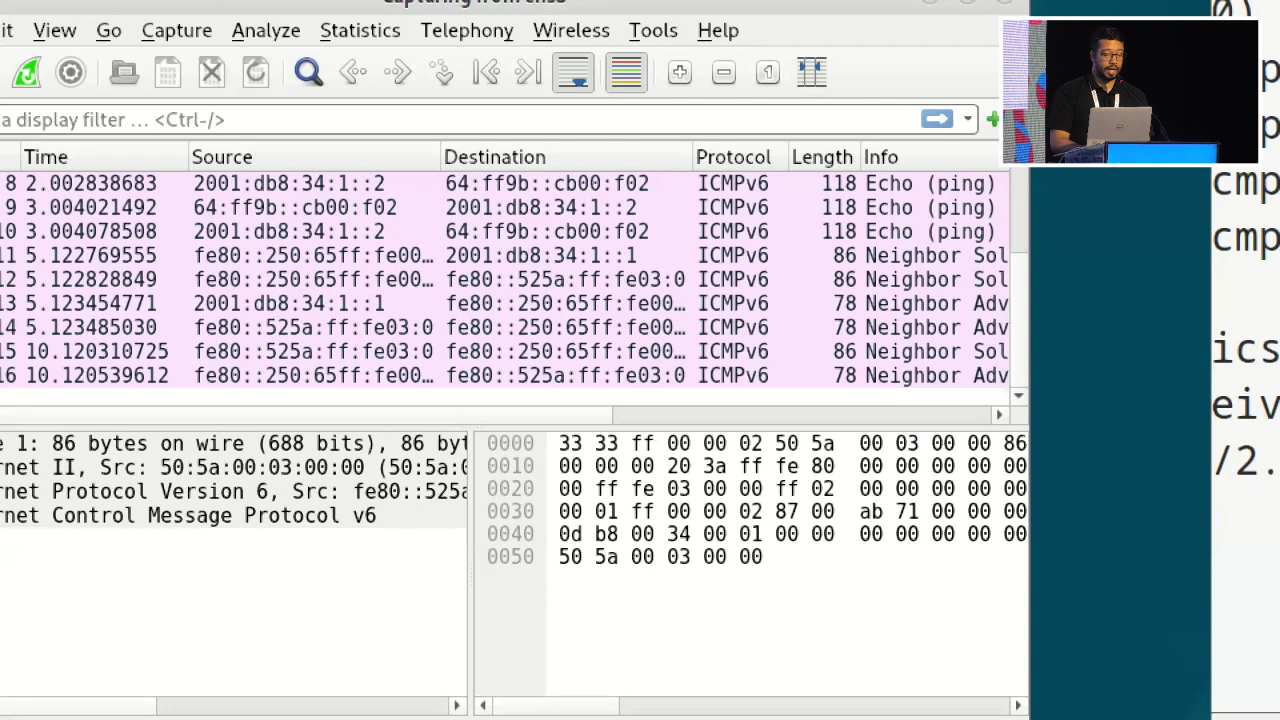 it View Go Capture Analyze Statistics Telephony Wireless Tools Help
a display filter
Time Source
8 2.002838682 2001:db8:34:1::2 64:ff9b::cb00:f02 ICMPv6 118 Echo (ping)
9 3.004021492 64:ff9b::cb00:f02 2001:db8:34:1::2 ICMPv6 118 Echo (ping)
10 3.004078508 2001:db8:34:1::2 64:ff9b::cb00:f02 ICMPv6 118 Echo (ping)
11 5.122769539 fe80::250:65ff:fe00… 2001:db8:34:1::1 ICMPv6 86 Neighbor Sol
12 5.122828849 fe80::250:65ff:fe00… fe80::525a:ff:fe03:0 ICMPv6 86 Neighbor Sol
13 5.123454771 2001:db8:34:1::1 fe80::250:65ff:fe00… ICMPv6 78 Neighbor Adv
14 5.123485030 fe80::525a:ff:fe03:0 fe80::250:65ff:fe00… ICMPv6 78 Neighbor Adv
15 10.120310725 fe80::525a:ff:fe03:0 fe80::250:65ff:fe00… ICMPv6 86 Neighbor Sol
16 10.120539612 fe80::250:65ff:fe00… fe80::525a:ff:fe03:0 ICMPv6 78 Neighbor Adv
e 1: 86 bytes on wire (688 bits), 86 byt
rnet II, Src: 50:5a:00:03:00:00 (50:5a:0
rnet Protocol Version 6, Src: fe80::525a
rnet Control Message Protocol v6
0000 33 33 ff 00 00 02 50 5a 00 03 00 00 86
0010 00 00 00 20 3a ff fe 80 00 00 00 00 00
0020 00 ff fe 03 00 00 ff 02 00 00 00 00 00
0030 00 01 ff 00 00 02 87 00 ab 71 00 00 00
0040 0d b8 00 34 00 01 00 00 00 00 00 00 00
0050 50 5a 00 03 00 00
0)
p
p
cmp
cmp
ics
eiv
/2.